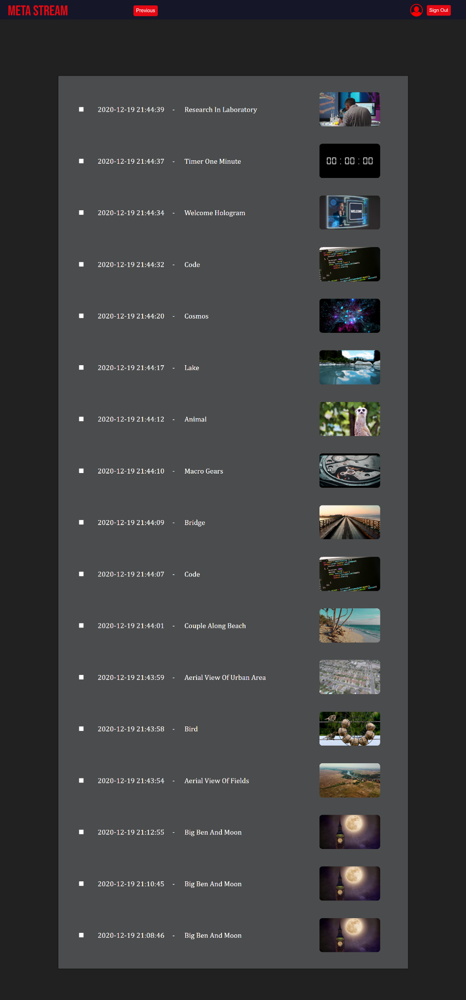 META STREAM
Previous
Sign Out
2020-12-19 21:44:39 - Research In Laboratory
2020-12-19 21:44:37 - Timer One Minute
00 : 00 : 00
2020-12-19 21:44:34 - Welcome Hologram
WELCOME
2020-12-19 21:44:32 - Code
2020-12-19 21:44:20 - Cosmos
2020-12-19 21:44:17 - Lake
2020-12-19 21:44:12 - Animal
2020-12-19 21:44:10 - Macro Gears
2020-12-19 21:44:09 - Bridge
2020-12-19 21:44:07 - Code
2020-12-19 21:44:01 - Couple Along Beach
2020-12-19 21:43:59 - Aerial View Of Urban Area
2020-12-19 21:43:58 - Bird
2020-12-19 21:43:54 - Aerial View Of Fields
2020-12-19 21:12:55 - Big Ben And Moon
2020-12-19 21:10:45 - Big Ben And Moon
2020-12-19 21:08:46 - Big Ben And Moon